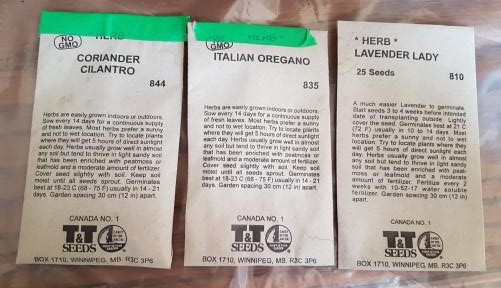 NO
GMO
HERB
CORIANDER
CILANTRO
844
Herbs are easily grown indoors or outdoors.
Sow every 14 days for a continuous supply
of fresh leaves. Most herbs prefer a sunny
and not to wet location. Try to locate plants
where they will get 5 hours of direct sunlight
each day. Herbs usually grow well in almost
any soil but tend to thrive in light sandy soil
that has been enriched with peatmoss or
leafmold and a moderate amount of fertilizer.
Cover seed slightly with soil. Keep soil
moist until all seeds sprout. Germinates
best at 18-23 C (68 - 75 F) usually in 14 - 21
days. Garden spacing 30 cm (12 in) apart.
CANADA NO. 1
T&T
SEEDS
BOX 1710, WINNIPEG, MB. R3C 3P6
NO
GMO
HERB
ITALIAN OREGANO
835
Herbs are easily grown indoors or outdoors.
Sow every 14 days for a continuous supply
of fresh leaves. Most herbs prefer a sunny
and not to wet location. Try to locate plants
where they will get 5 hours of direct sunlight
each day. Herbs usually grow well in almost
any soil but tend to thrive in light sandy soil
that has been enriched with peatmoss or
leafmold and a moderate amount of fertilizer.
Cover seed slightly with soil. Keep soil
moist until all seeds sprout. Germinates
best at 18-23 C (68 - 75 F) usually in 14 - 21
days. Garden spacing 30 cm (12 in) apart.
CANADA NO. 1
T&T
SEEDS
BOX 1710, WINNIPEG, MB. R3C 3P6
* HERB *
LAVENDER LADY
25 Seeds 810
A much easier Lavender to germinate.
Start seeds 3 to 4 weeks before intended
date of transplanting outside. Lightly
cover the seed. Germinates best at 21 C
(72 F) usually in 10 to 14 days. Most
herbs prefer a sunny and not to wet
location. Try to locate plants where they
will get 5 hours of direct sunlight each
day. Herbs usually grow well in almost
any soil but tend to thrive in light sandy
soil that has been enriched with peat-
moss or leafmold and a moderate
amount of fertilizer. Fertilize every 2
weeks with 10-52-17 water soluble
fertilizer. Garden spacing 30 cm (12 in)
apart.
CANADA NO. 1
T&T
SEEDS
BOX 1710, WINNIPEG, MB. R3C 3P6